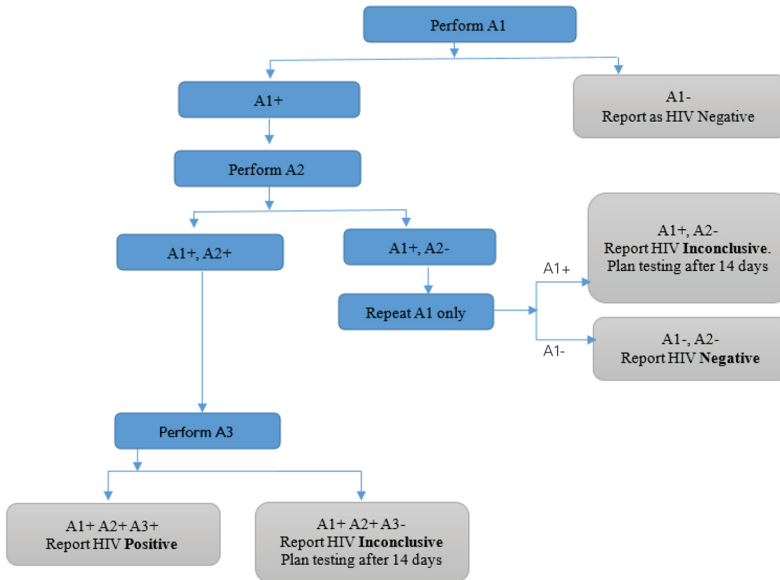 Perform A1
A1+
A1-
Report as HIV Negative
Perform A2
A1+, A2+
A1+, A2-
A1+, A2-
Report HIV Inconclusive.
Plan testing after 14 days
A1+
Repeat A1 only
A1-
A1-, A2-
Report HIV Negative
Perform A3
A1+ A2+ A3+
Report HIV Positive
A1+ A2+ A3-
Report HIV Inconclusive
Plan testing after 14 days